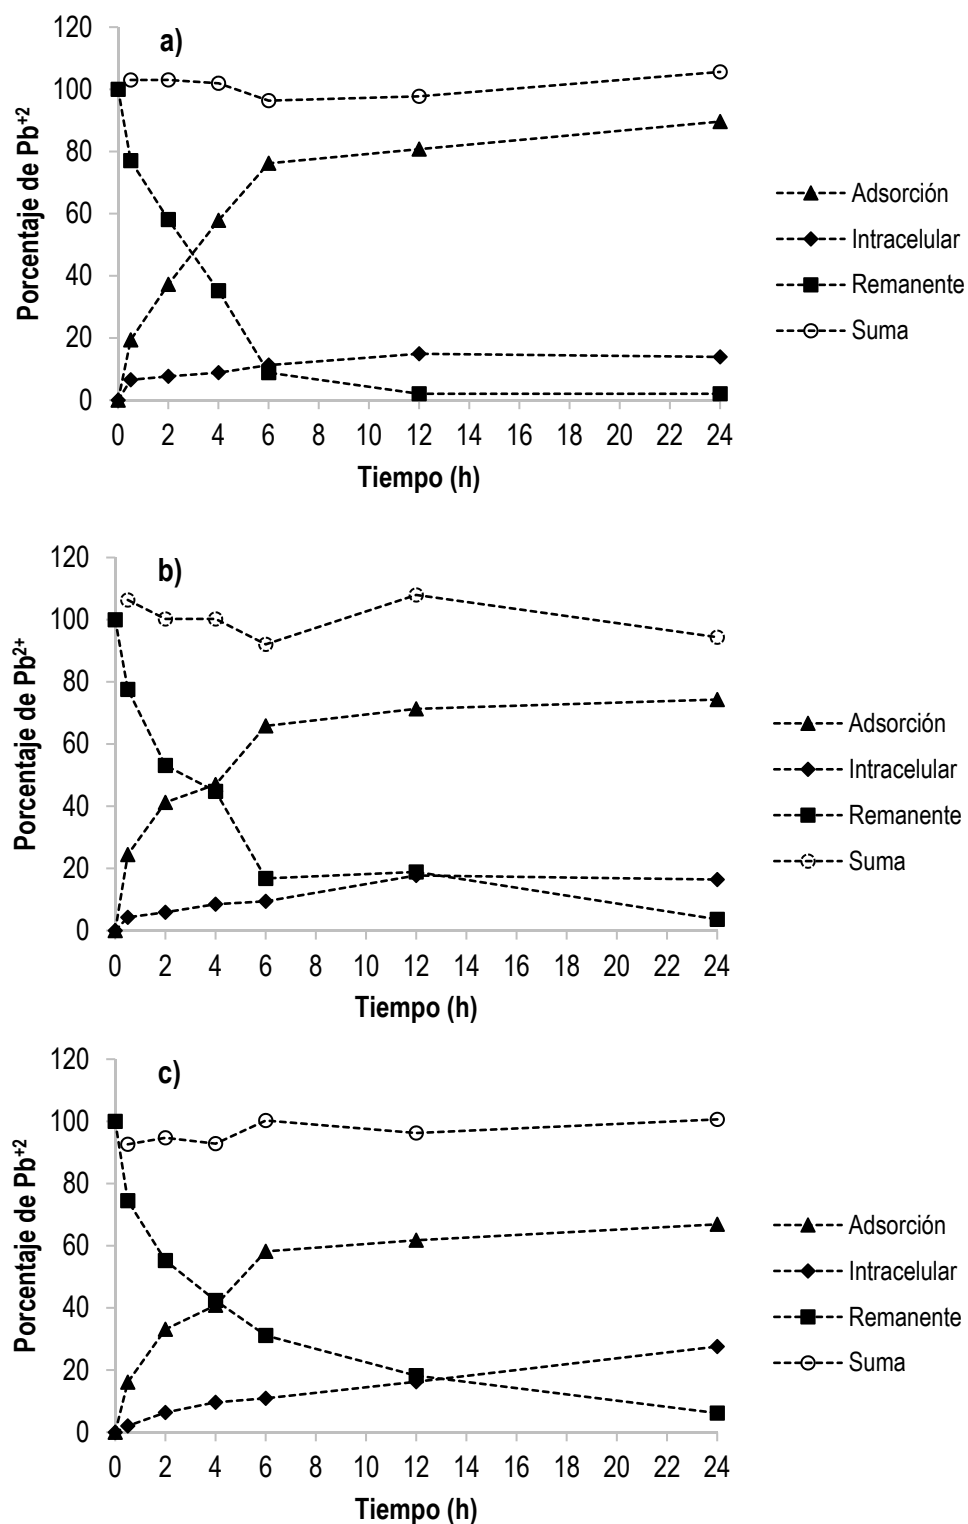 a)
Porcentaje de Pb+2
120
100
80
60
40
20
0
0 2 4 6 8 10 12 14 16 18 20 22 24
Tiempo (h)
Adsorción
Intracelular
Remanente
Suma
b)
Porcentaje de Pb2+
120
100
80
60
40
20
0
0 2 4 6 8 10 12 14 16 18 20 22 24
Tiempo (h)
Adsorción
Intracelular
Remanente
Suma
c)
Porcentaje de Pb+2
120
100
80
60
40
20
0
0 2 4 6 8 10 12 14 16 18 20 22 24
Tiempo (h)
Adsorción
Intracelular
Remanente
Suma